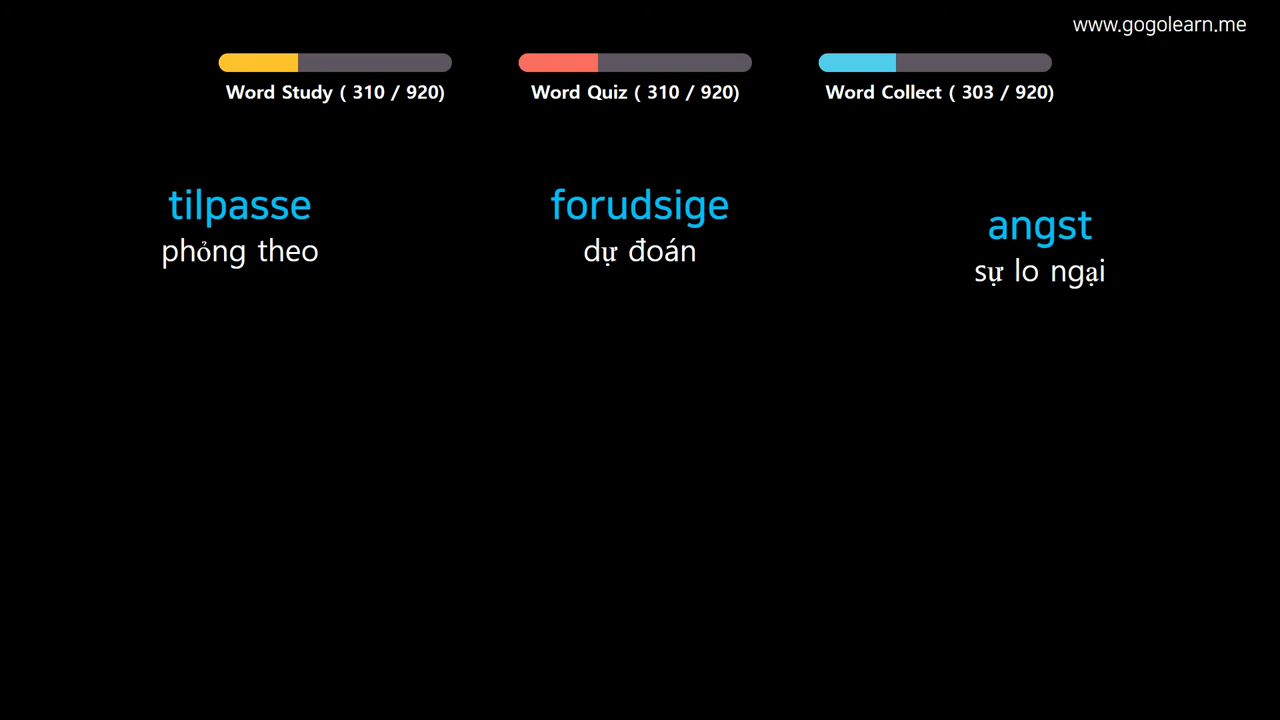 www.gogolearn.me
Word Study ( 310 / 920)
Word Quiz ( 310 / 920)
Word Collect ( 303 / 920)
tilpasse
phỏng theo
forudsige
dự đoán
angst
sự lo ngại